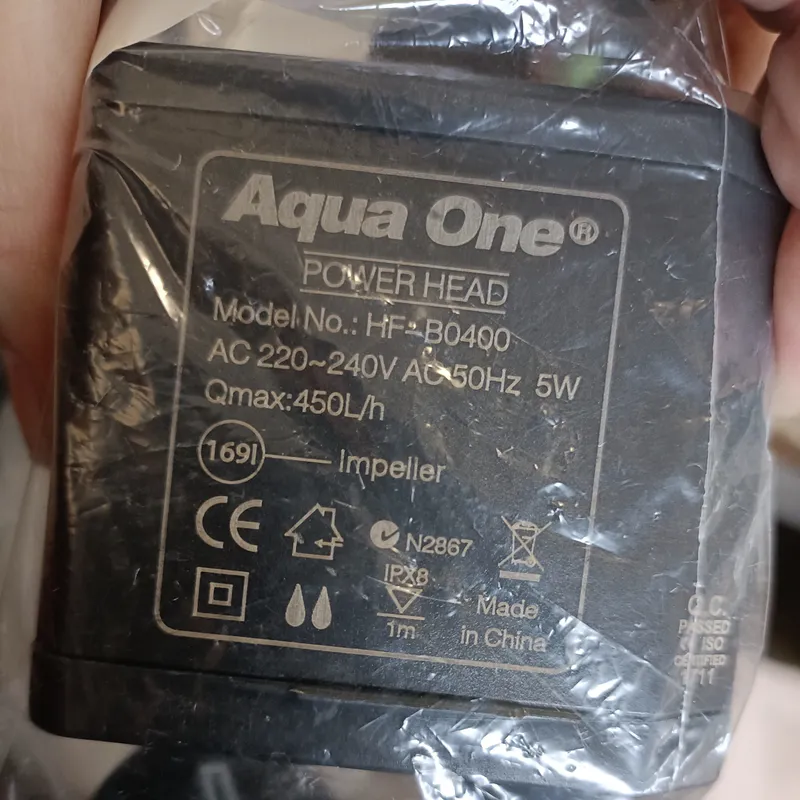 Aqua One®
POWER HEAD
Model No.: HF-B0400
AC 220~240V AC 50Hz 5W
Qmax:450L/h
169I Impeller
CE
N2867
IPX8
1m
Made
in China
Q.C.
PASSED
ISO
CERTIFIED